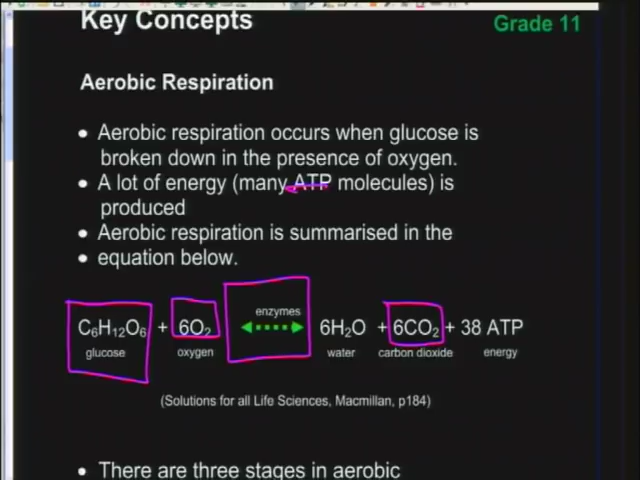 Key Concepts
Grade 11
Aerobic Respiration
• Aerobic respiration occurs when glucose is
broken down in the presence of oxygen.
• A lot of energy (many ATP molecules) is
produced
• Aerobic respiration is summarised in the
• equation below.
enzymes
C₆H₁₂O₆ + 6O₂ 6H₂O + 6CO₂ + 38 ATP
glucose oxygen water carbon dioxide energy
(Solutions for all Life Sciences, Macmillan, p184)
• There are three stages in aerobic